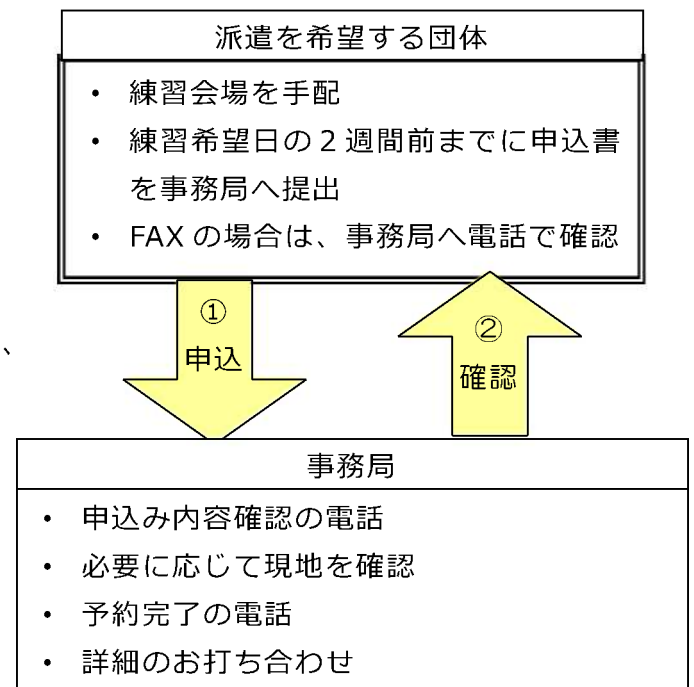 派遣を希望する団体
・ 練習会場を手配
・ 練習希望日の２週間前までに申込書
を事務局へ提出
・ FAX の場合は、事務局へ電話で確認
①
申込
②
確認
、
事務局
・ 申込み内容確認の電話
・ 必要に応じて現地を確認
・ 予約完了の電話
・ 詳細のお打ち合わせ